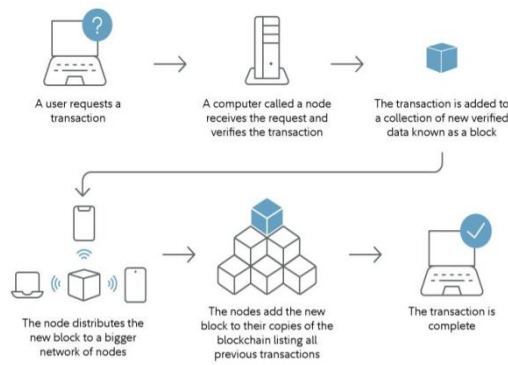 ?
A user requests a
transaction
A computer called a node
receives the request and
verifies the transaction
The transaction is added to
a collection of new verified
data known as a block
The node distributes the
new block to a bigger
network of nodes
The nodes add the new
block to their copies of the
blockchain listing all
previous transactions
The transaction is
complete